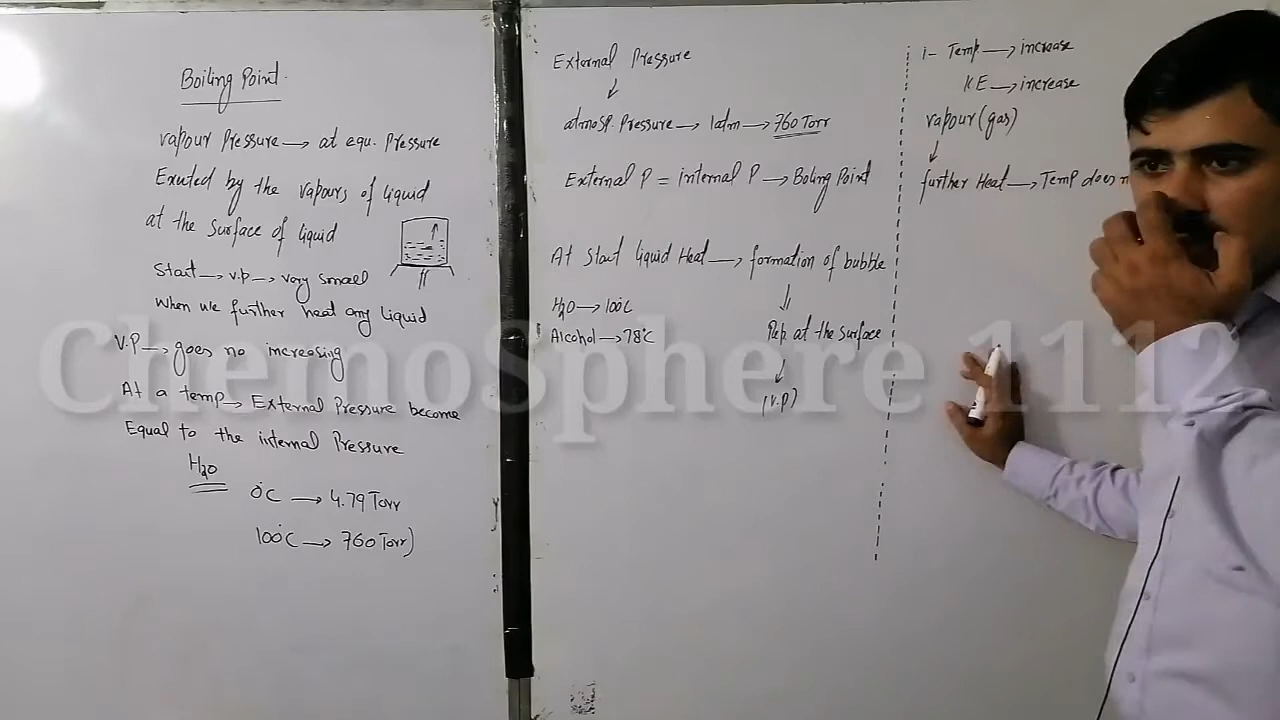 Boiling Point.
vapour Pressure → at equ. Pressure
Exerted by the vapours of liquid
at the surface of liquid
Start → v.p → very small
when we further heat any liquid
V.P → goes no increasing
At a temp → External Pressure become
Equal to the internal Pressure
H2O
0°C → 4.79 Torr
100°C → 760 Torr)
External Pressure
↓
atmosp. Pressure → 1atm → 760 Torr
External P = internal P → Boling Point
At start liquid Heat → formation of bubble
H2O → 100°C
Alcohol → 78°C
at the surface
(V.P)
1- Temp → increase
KE → increase
vapour (gas)
↓
further Heat → Temp does n
ChemoSphere 1112